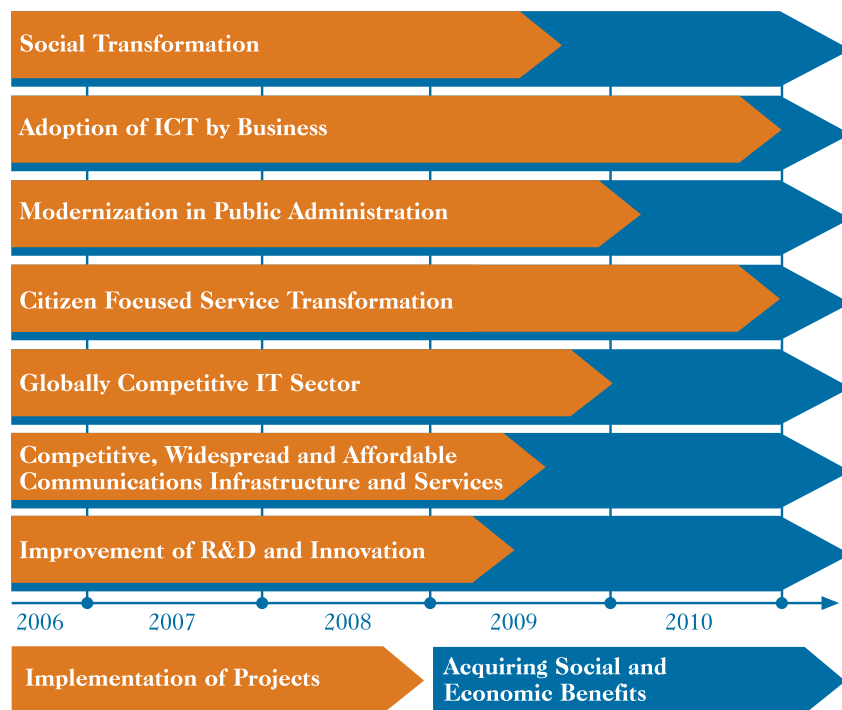 Social Transformation
Adoption of ICT by Business
Modernization in Public Administration
Citizen Focused Service Transformation
Globally Competitive IT Sector
Competitive, Widespread and Affordable
Communications Infrastructure and Services
Improvement of R&D and Innovation
2006 2007 2008 2009 2010
Implementation of Projects
Acquiring Social and
Economic Benefits